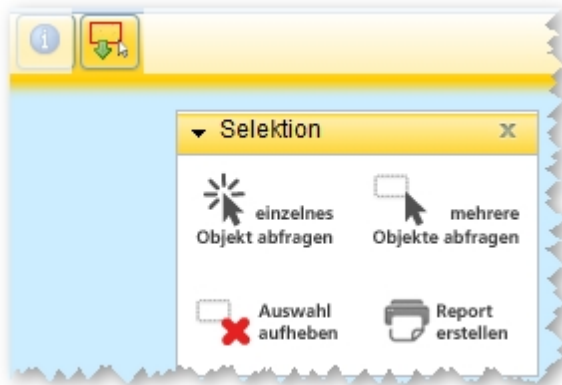 Selektion
einzelnes
Objekt abfragen
mehrere
Objekte abfragen
Auswahl
aufheben
Report
erstellen